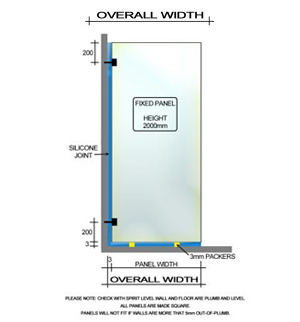 OVERALL WIDTH
200
FIXED PANEL
HEIGHT
2000mm
SILICONE
JOINT
200
3
3mm PACKERS
3
PANEL WIDTH
OVERALL WIDTH
PLEASE NOTE: CHECK WITH SPIRIT LEVEL WALL AND FLOOR ARE PLUMB AND LEVEL.
ALL PANELS ARE MADE SQUARE.
PANELS WILL NOT FIT IF WALLS ARE MORE THAT 5mm OUT-OF-PLUMB.